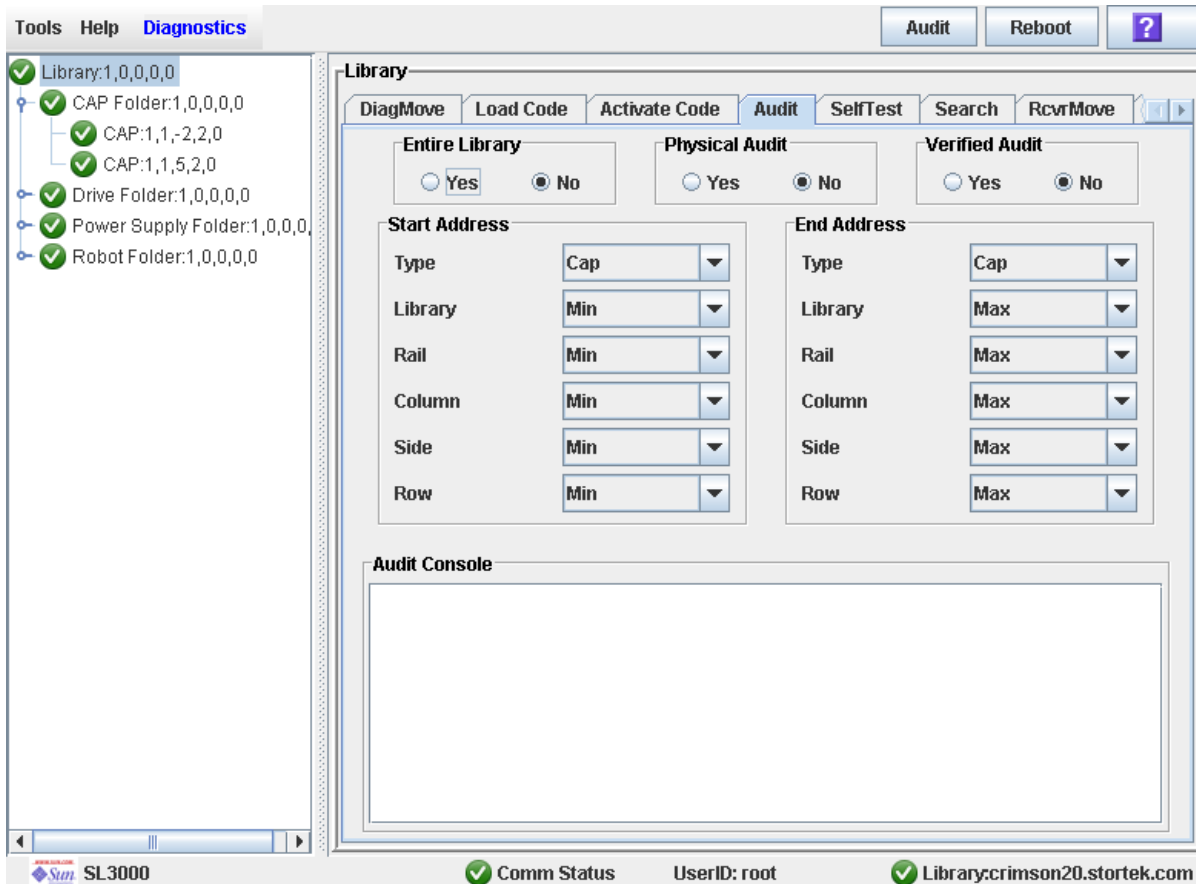 Tools Help Diagnostics
Audit Reboot ?
Library:1,0,0,0,0
CAP Folder:1,0,0,0,0
CAP:1,1,-2,2,0
CAP:1,1,5,2,0
Drive Folder:1,0,0,0,0
Power Supply Folder:1,0,0,0,
Robot Folder:1,0,0,0,0
Library
DiagMove Load Code Activate Code Audit SelfTest Search RcvrMove
Entire Library Physical Audit Verified Audit
Yes No Yes No Yes No
Start Address
Type Cap
Library Min
Rail Min
Column Min
Side Min
Row Min
End Address
Type Cap
Library Max
Rail Max
Column Max
Side Max
Row Max
Audit Console
Sun SL3000 Comm Status UserID: root Library:crimson20.stortek.com